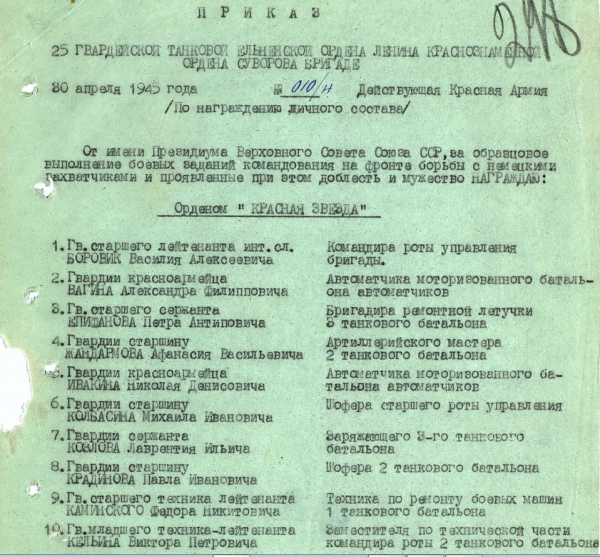 ПРИКАЗ
298
25 ГВАРДЕЙСКОЙ ТАНКОВОЙ ЕЛЬНЕНСКОЙ ОРДЕНА ЛЕНИНА КРАСНОЗНАМЕННОЙ
ОРДЕНА СУВОРОВА БРИГАДЕ
30 апреля 1945 года № 010/н Действующая Красная Армия
/По награждению личного состава/
От имени Президиума Верховного Совета Союза ССР, за образцовое
выполнение боевых заданий командования на фронте борьбы с немецкими
захватчиками и проявленные при этом доблесть и мужество НАГРАЖДАЮ:
Орденом "КРАСНАЯ ЗВЕЗДА"
1. Гв. старшего лейтенанта инт.сл. Командира роты управления
БОРОВИК Василия Алексеевича бригады.
2. Гвардии красноармейца Автоматчика моторизованного баталь-
ВАГИНА Александра Филипповича она автоматчиков
3. Гв. старшего сержанта Бригадира ремонтной летучки
ЕПИШАНОВА Петра Антиповича 3 танкового батальона
4. Гвардии старшину Артиллерийского мастера
ЖАНДАРМОВА Афанасия Васильевича 2 танкового батальона
5. Гвардии красноармейца Автоматчика моторизованного ба-
ИВАКИНА Николая Денисовича тальона автоматчиков
6. Гвардии старшину Шофера старшего роты управления
КОЛБАСИНА Михаила Ивановича
7. Гвардии сержанта Заряжающего 3-го танкового
КОЗЛОВА Лаврентия Ильича батальона
8. Гвардии старшину Шофера 2 танкового батальона
КРАДИНОВА Павла Ивановича
9. Гв. старшего техника лейтенанта Техника по ремонту боевых машин
КАМИНСКОГО Федора Никитовича 1 танкового батальона
10. Гв. младшего техника-лейтенанта Заместителя по технической части
КЕЛЬИНА Виктора Петровича командира роты 2 танкового батальона